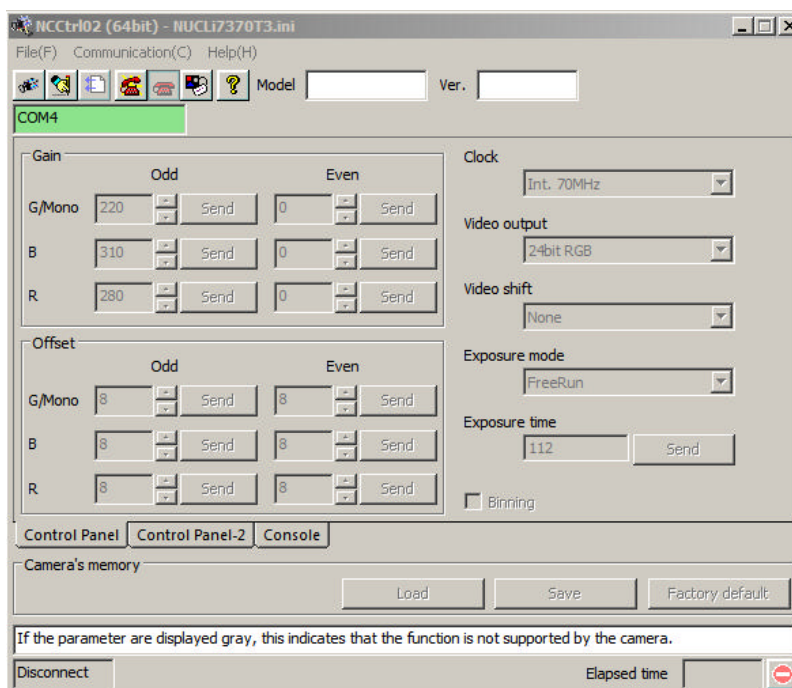 NCCtrl02 (64bit) - NUCLi7370T3.ini
File(F) Communication(C) Help(H)
Model Ver.
COM4
Gain
Odd Even
G/Mono 220 Send 0 Send
B 310 Send 0 Send
R 280 Send 0 Send
Offset
Odd Even
G/Mono 8 Send 8 Send
B 8 Send 8 Send
R 8 Send 8 Send
Clock
Int. 70MHz
Video output
24bit RGB
Video shift
None
Exposure mode
FreeRun
Exposure time
112 Send
Binning
Control Panel Control Panel-2 Console
Camera's memory
Load Save Factory default
If the parameter are displayed gray, this indicates that the function is not supported by the camera.
Disconnect Elapsed time